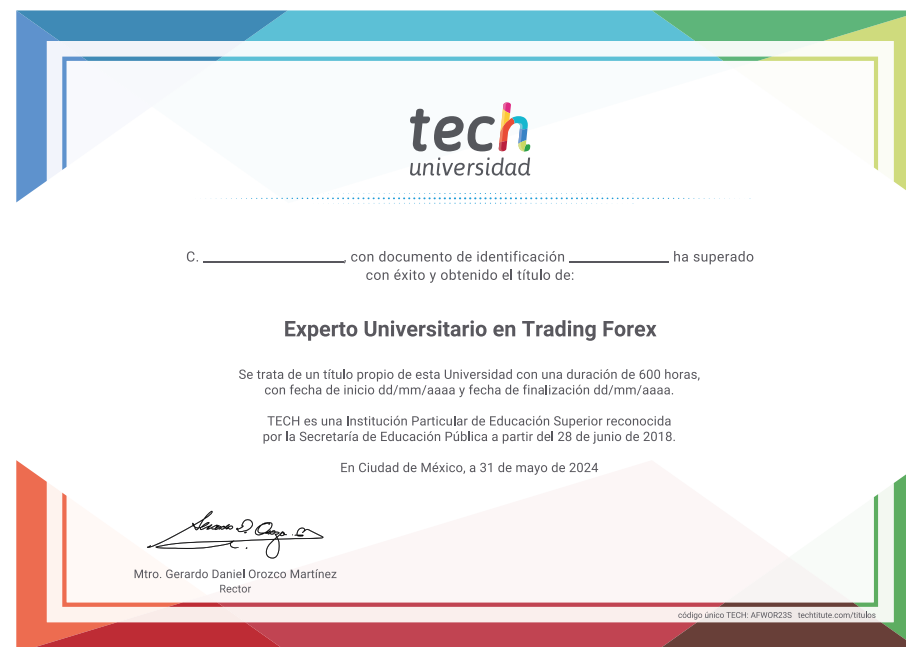 tech
universidad
C. ____________________, con documento de identificación ______________ ha superado
con éxito y obtenido el título de:
Experto Universitario en Trading Forex
Se trata de un título propio de esta Universidad con una duración de 600 horas,
con fecha de inicio dd/mm/aaaa y fecha de finalización dd/mm/aaaa.
TECH es una Institución Particular de Educación Superior reconocida
por la Secretaría de Educación Pública a partir del 28 de junio de 2018.
En Ciudad de México, a 31 de mayo de 2024
Mtro. Gerardo Daniel Orozco Martínez
Rector
código único TECH: AFWOR23S techtitute.com/titulos